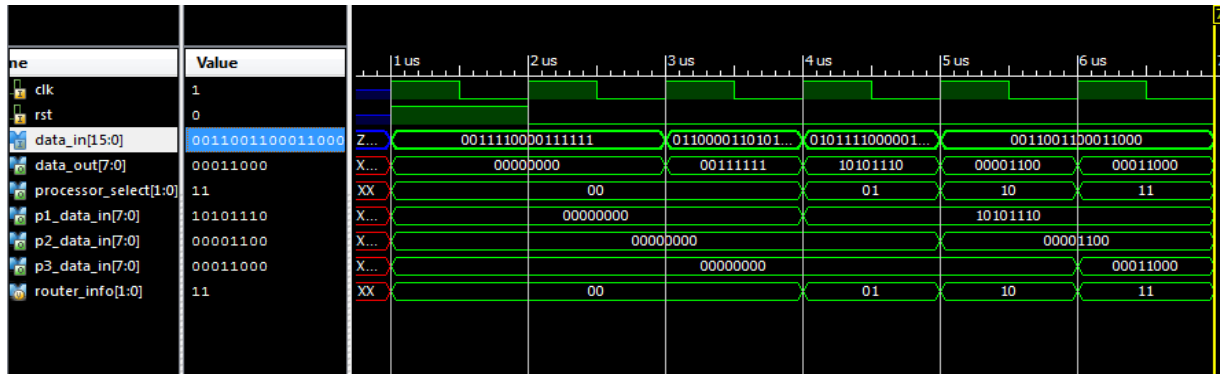 1 us 2 us 3 us 4 us 5 us 6 us
ne Value
clk 1
rst 0
data_in[15:0] 0011001100011000 Z... 0011110000111111 0110000110101... 0101111000001... 0011001100011000
data_out[7:0] 00011000 X... 00000000 00111111 10101110 00001100 00011000
processor_select[1:0] 11 XX 00 01 10 11
p1_data_in[7:0] 10101110 X... 00000000 10101110
p2_data_in[7:0] 00001100 X... 00000000 00001100
p3_data_in[7:0] 00011000 X... 00000000 00011000
router_info[1:0] 11 XX 00 01 10 11